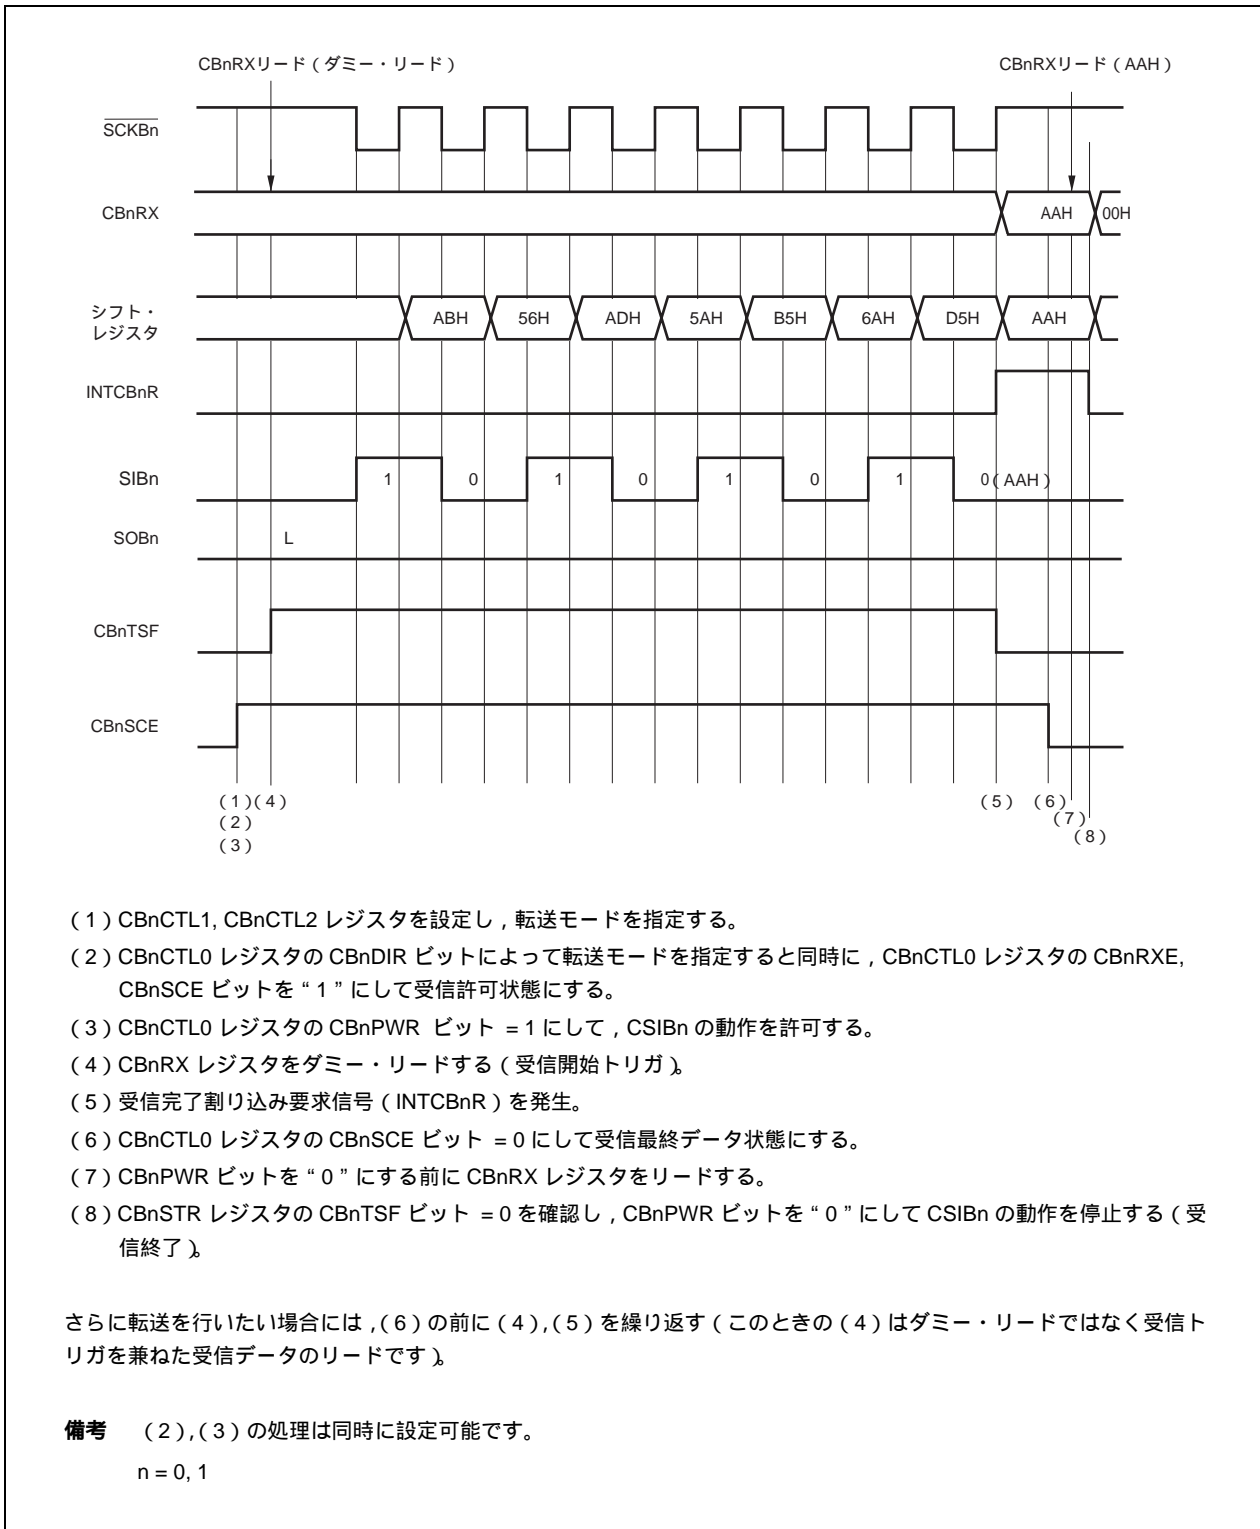 CBnRXリード（ダミー・リード）
CBnRXリード（AAH）
SCKBn
CBnRX
AAH
00H
シフト・
レジスタ
ABH
56H
ADH
5AH
B5H
6AH
D5H
AAH
INTCBnR
SIBn
1
0
1
0
1
0
1
0（AAH）
SOBn
L
CBnTSF
CBnSCE
（1）（4）
（5）
（6）
（2）
（7）
（3）
（8）
（1）CBnCTL1, CBnCTL2 レジスタを設定し，転送モードを指定する。
（2）CBnCTL0 レジスタの CBnDIR ビットによって転送モードを指定すると同時に，CBnCTL0 レジスタの CBnRXE,
CBnSCE ビットを “1” にして受信許可状態にする。
（3）CBnCTL0 レジスタの CBnPWR ビット = 1 にして，CSIBn の動作を許可する。
（4）CBnRX レジスタをダミー・リードする（受信開始トリガ）。
（5）受信完了割り込み要求信号（INTCBnR）を発生。
（6）CBnCTL0 レジスタの CBnSCE ビット = 0 にして受信最終データ状態にする。
（7）CBnPWR ビットを “0” にする前に CBnRX レジスタをリードする。
（8）CBnSTR レジスタの CBnTSF ビット = 0 を確認し，CBnPWR ビットを “0” にして CSIBn の動作を停止する（受
信終了）。
さらに転送を行いたい場合には，（6）の前に（4），（5）を繰り返す（このときの（4）はダミー・リードではなく受信ト
リガを兼ねた受信データのリードです）。
備考　（2），（3）の処理は同時に設定可能です。
n = 0, 1